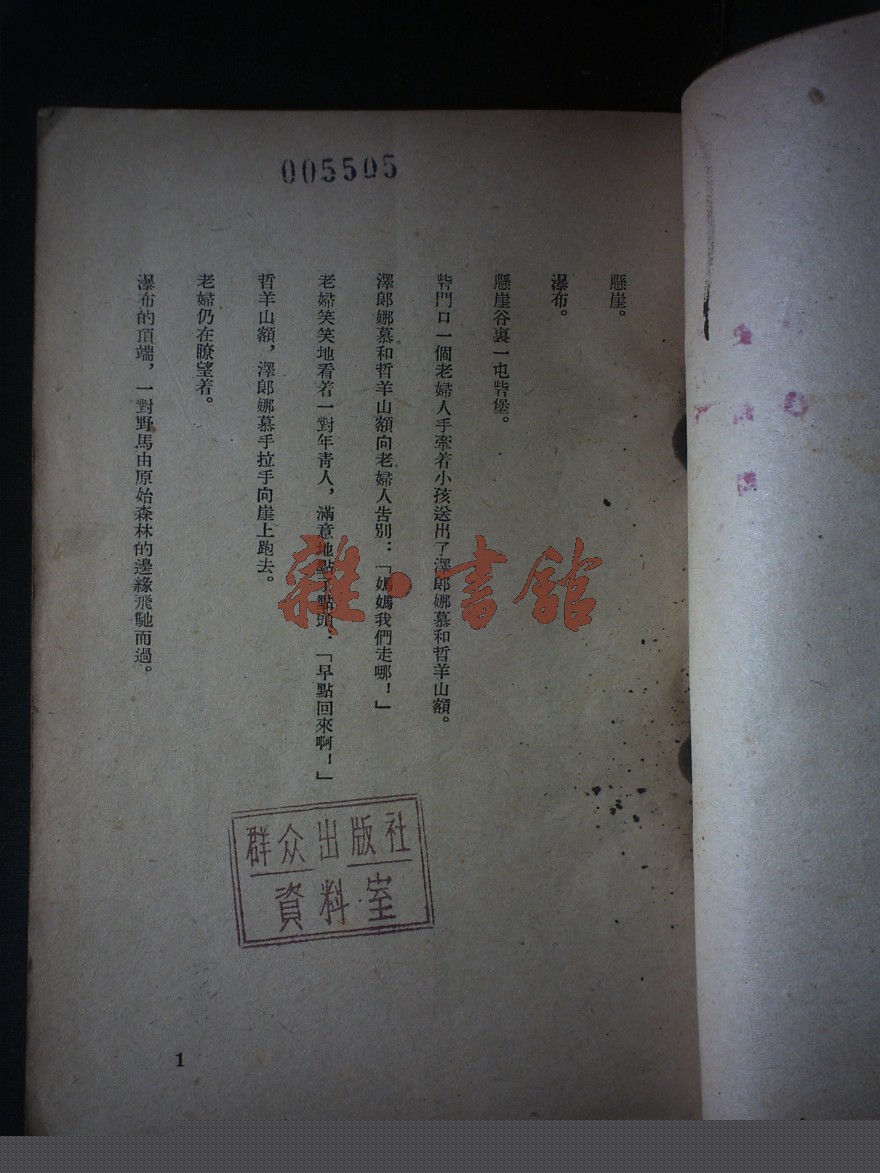 005505
懸崖。
瀑布。
懸崖谷裏一屯砦堡。
砦門口一個老婦人手牽着小孩送出了澤郎娜慕和哲羊山額。
澤郎娜慕和哲羊山額向老婦人吿別：「媽媽我們走哪！」
老婦笑笑地看着一對年靑人，滿意地點了點頭：「早點回來啊！」
哲羊山額，澤郎娜慕手拉手向崖上跑去。
老婦仍在瞭望着。
瀑布的頂端，一對野馬由原始森林的邊緣飛馳而過。
雜·書館
群众出版社
資料室
1